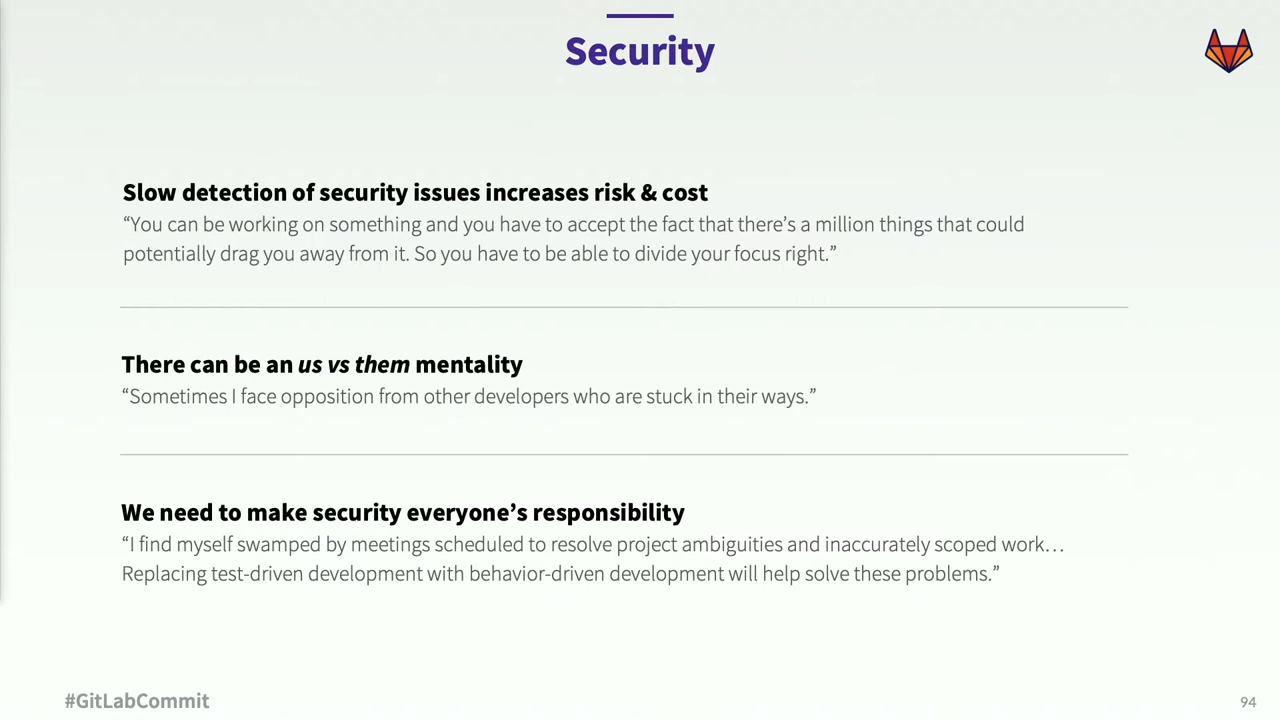 Security
Slow detection of security issues increases risk & cost
“You can be working on something and you have to accept the fact that there’s a million things that could
potentially drag you away from it. So you have to be able to divide your focus right.”
There can be an us vs them mentality
“Sometimes I face opposition from other developers who are stuck in their ways.”
We need to make security everyone’s responsibility
“I find myself swamped by meetings scheduled to resolve project ambiguities and inaccurately scoped work…
Replacing test-driven development with behavior-driven development will help solve these problems.”
#GitLabCommit
94